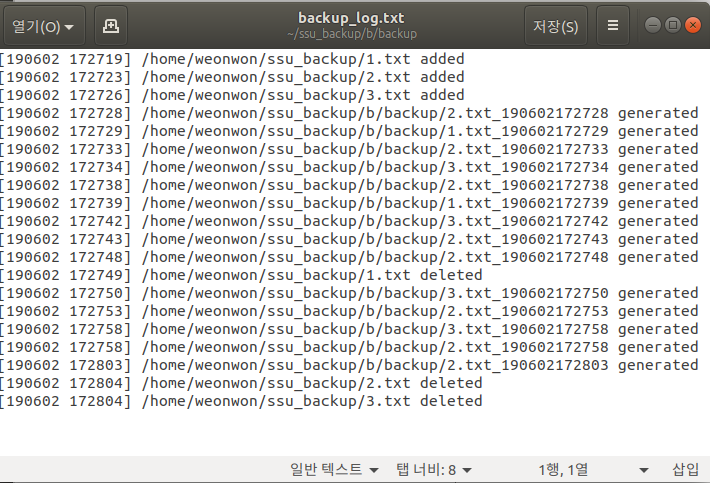 열기(O)
backup_log.txt
~/ssu_backup/b/backup
저장(S)
[190602 172719] /home/weonwon/ssu_backup/1.txt added
[190602 172723] /home/weonwon/ssu_backup/2.txt added
[190602 172726] /home/weonwon/ssu_backup/3.txt added
[190602 172728] /home/weonwon/ssu_backup/b/backup/2.txt_190602172728 generated
[190602 172729] /home/weonwon/ssu_backup/b/backup/1.txt_190602172729 generated
[190602 172733] /home/weonwon/ssu_backup/b/backup/2.txt_190602172733 generated
[190602 172734] /home/weonwon/ssu_backup/b/backup/3.txt_190602172734 generated
[190602 172738] /home/weonwon/ssu_backup/b/backup/2.txt_190602172738 generated
[190602 172739] /home/weonwon/ssu_backup/b/backup/1.txt_190602172739 generated
[190602 172742] /home/weonwon/ssu_backup/b/backup/3.txt_190602172742 generated
[190602 172743] /home/weonwon/ssu_backup/b/backup/2.txt_190602172743 generated
[190602 172748] /home/weonwon/ssu_backup/b/backup/2.txt_190602172748 generated
[190602 172749] /home/weonwon/ssu_backup/1.txt deleted
[190602 172750] /home/weonwon/ssu_backup/b/backup/3.txt_190602172750 generated
[190602 172753] /home/weonwon/ssu_backup/b/backup/2.txt_190602172753 generated
[190602 172758] /home/weonwon/ssu_backup/b/backup/3.txt_190602172758 generated
[190602 172758] /home/weonwon/ssu_backup/b/backup/2.txt_190602172758 generated
[190602 172803] /home/weonwon/ssu_backup/b/backup/2.txt_190602172803 generated
[190602 172804] /home/weonwon/ssu_backup/2.txt deleted
[190602 172804] /home/weonwon/ssu_backup/3.txt deleted
일반 텍스트 탭 너비: 8 1행, 1열 삽입